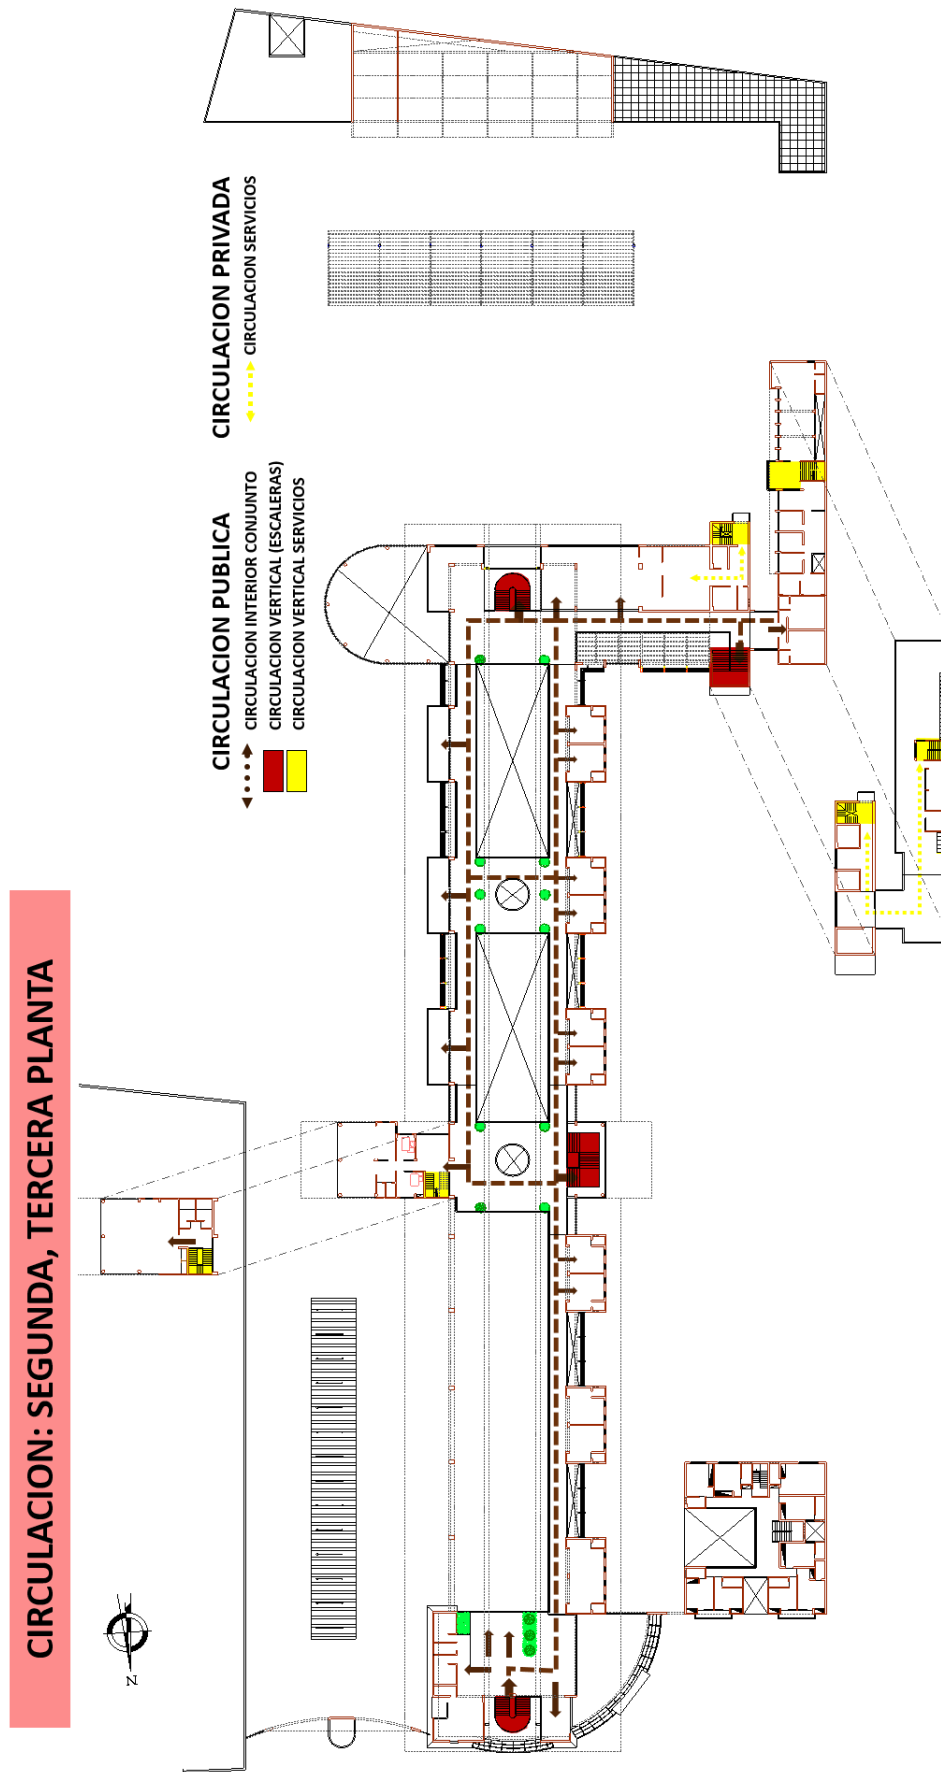 CIRCULACION: SEGUNDA, TERCERA PLANTA
CIRCULACION PUBLICA
CIRCULACION INTERIOR CONJUNTO
CIRCULACION VERTICAL (ESCALERAS)
CIRCULACION VERTICAL SERVICIOS
CIRCULACION PRIVADA
CIRCULACION SERVICIOS
N